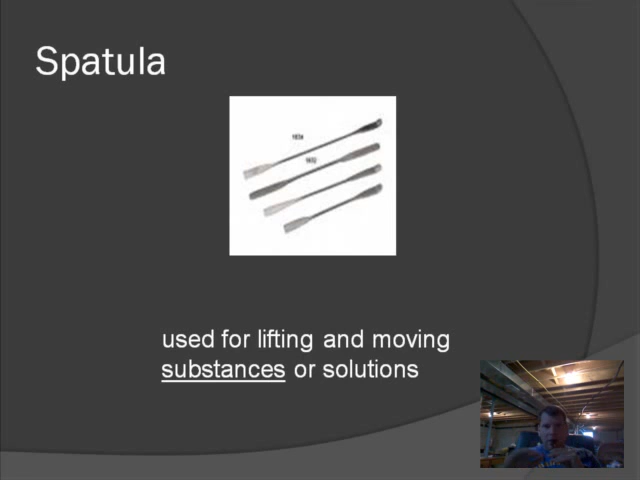 Spatula
used for lifting and moving
substances or solutions